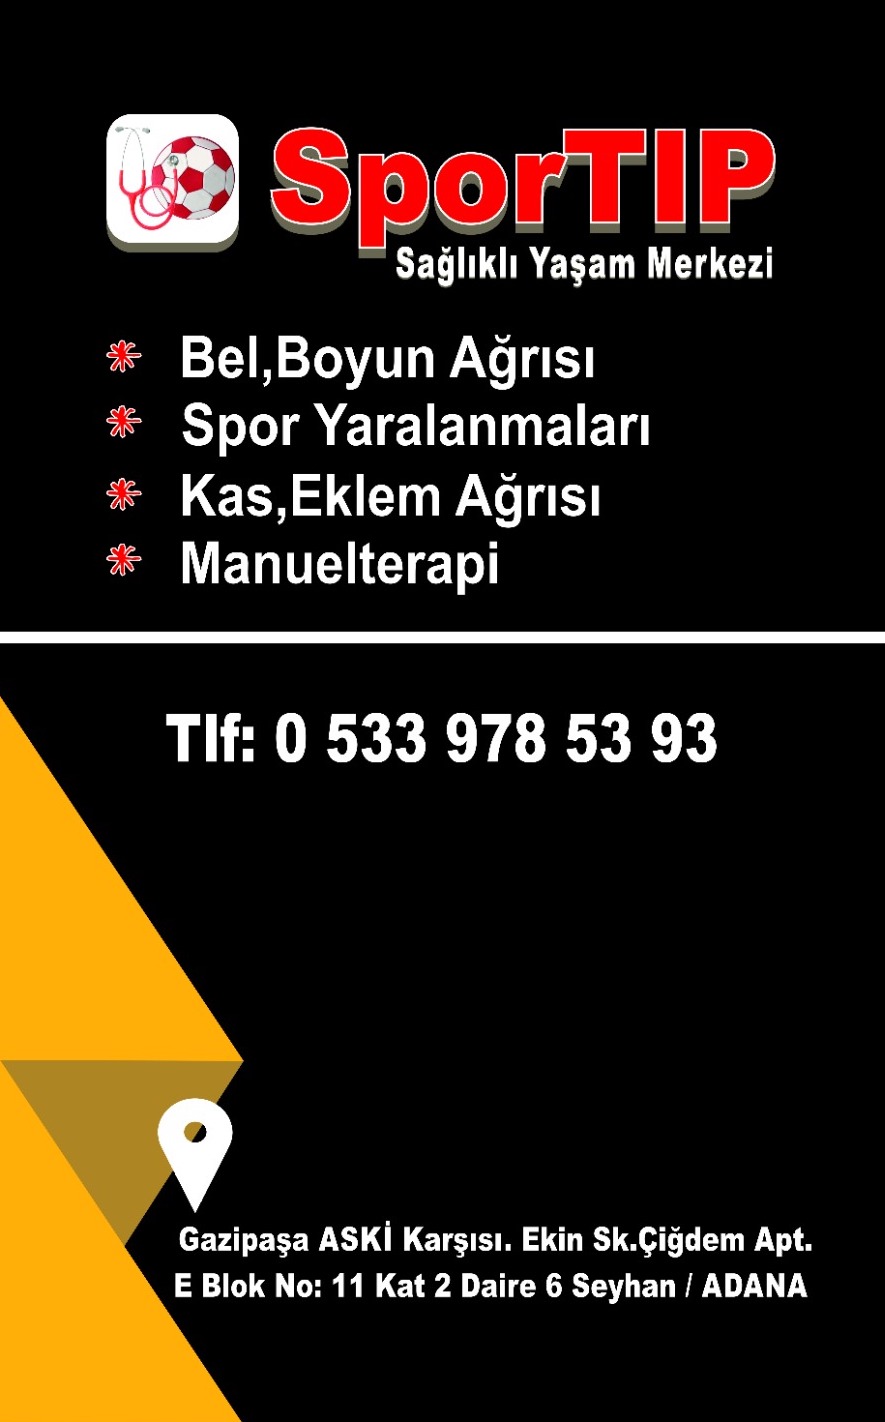 SporTIP
Sağlıklı Yaşam Merkezi
Bel,Boyun Ağrısı
Spor Yaralanmaları
Kas,Eklem Ağrısı
Manuelterapi
Tlf: 0 533 978 53 93
Gazipaşa ASKİ Karşısı. Ekin Sk.Çiğdem Apt.
E Blok No: 11 Kat 2 Daire 6 Seyhan / ADANA